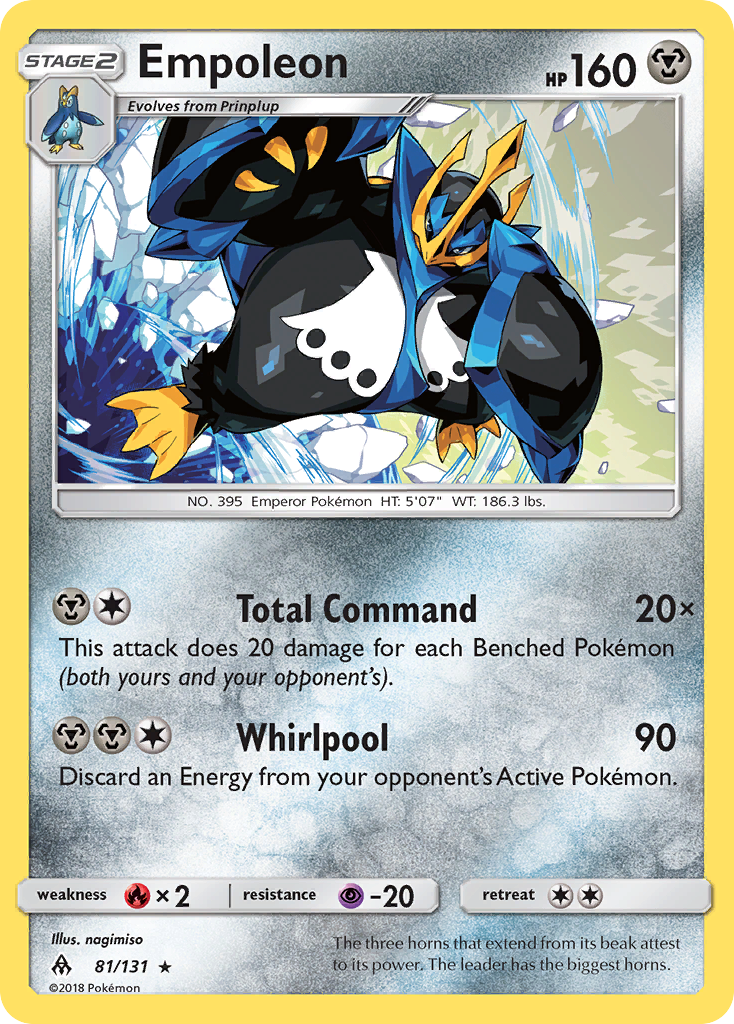 STAGE2
Empoleon
HP 160
Evolves from Prinplup
NO. 395 Emperor Pokémon HT: 5'07" WT: 186.3 lbs.
Total Command 20×
This attack does 20 damage for each Benched Pokémon
(both yours and your opponent's).
Whirlpool 90
Discard an Energy from your opponent's Active Pokémon.
weakness × 2 resistance -20 retreat
Illus. nagimiso
81/131 ★
©2018 Pokémon
The three horns that extend from its beak attest
to its power. The leader has the biggest horns.